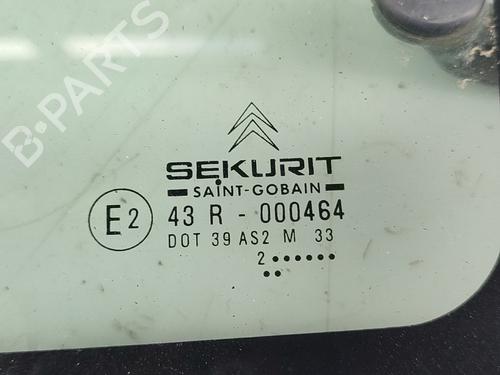 B-PARTS
SEKURIT
SAINT-GOBAIN
E2 43 R - 000464
DOT 39 AS2 M 33
2 ......
..